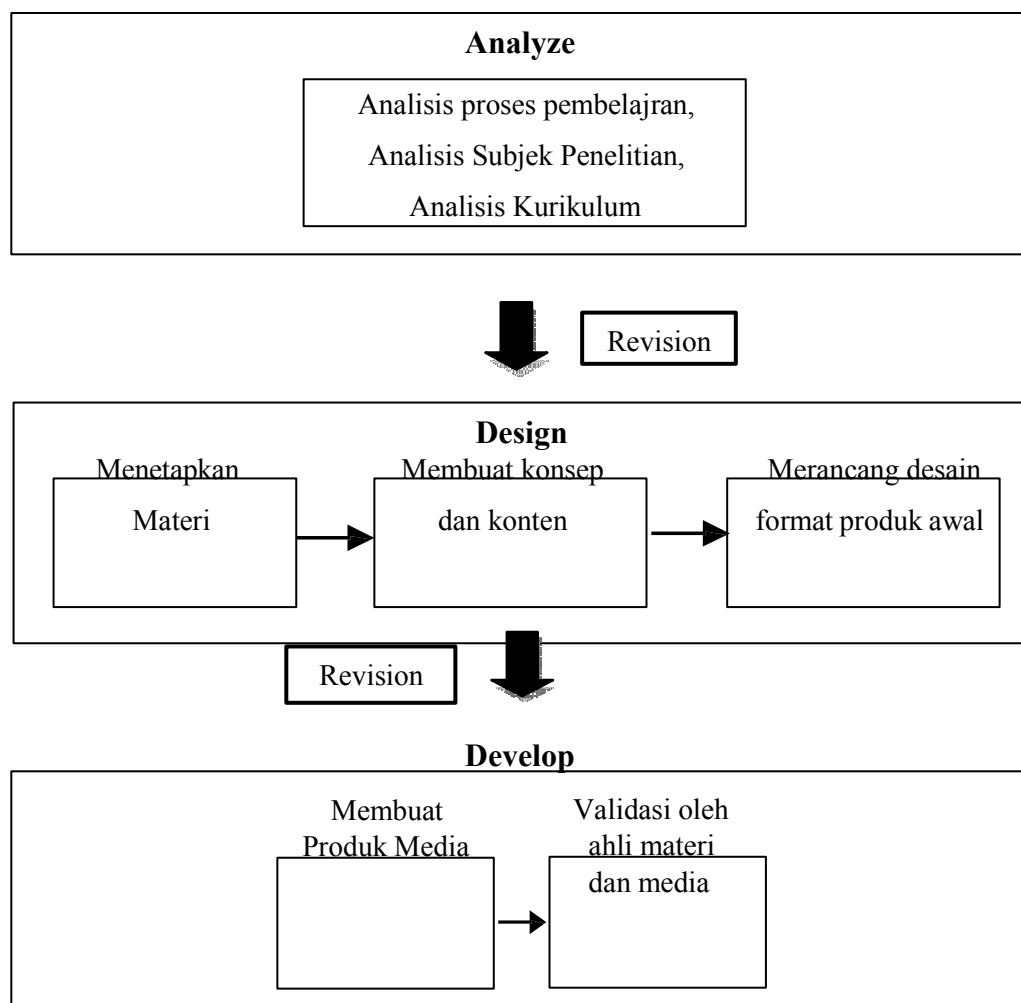 Analyze
Analisis proses pembelajran,
Analisis Subjek Penelitian,
Analisis Kurikulum
Revision
Design
Menetapkan
Materi
Membuat konsep
dan konten
Merancang desain
format produk awal
Revision
Develop
Membuat
Produk Media
Validasi oleh
ahli materi
dan media